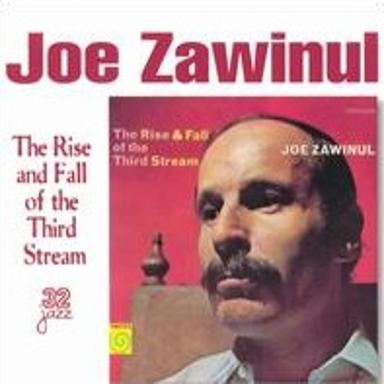 Joe Zawinul
The Rise
and Fall
of the
Third
Stream
32
jazz
The Rise & Fall
of the
Third Stream
JOE ZAWINUL